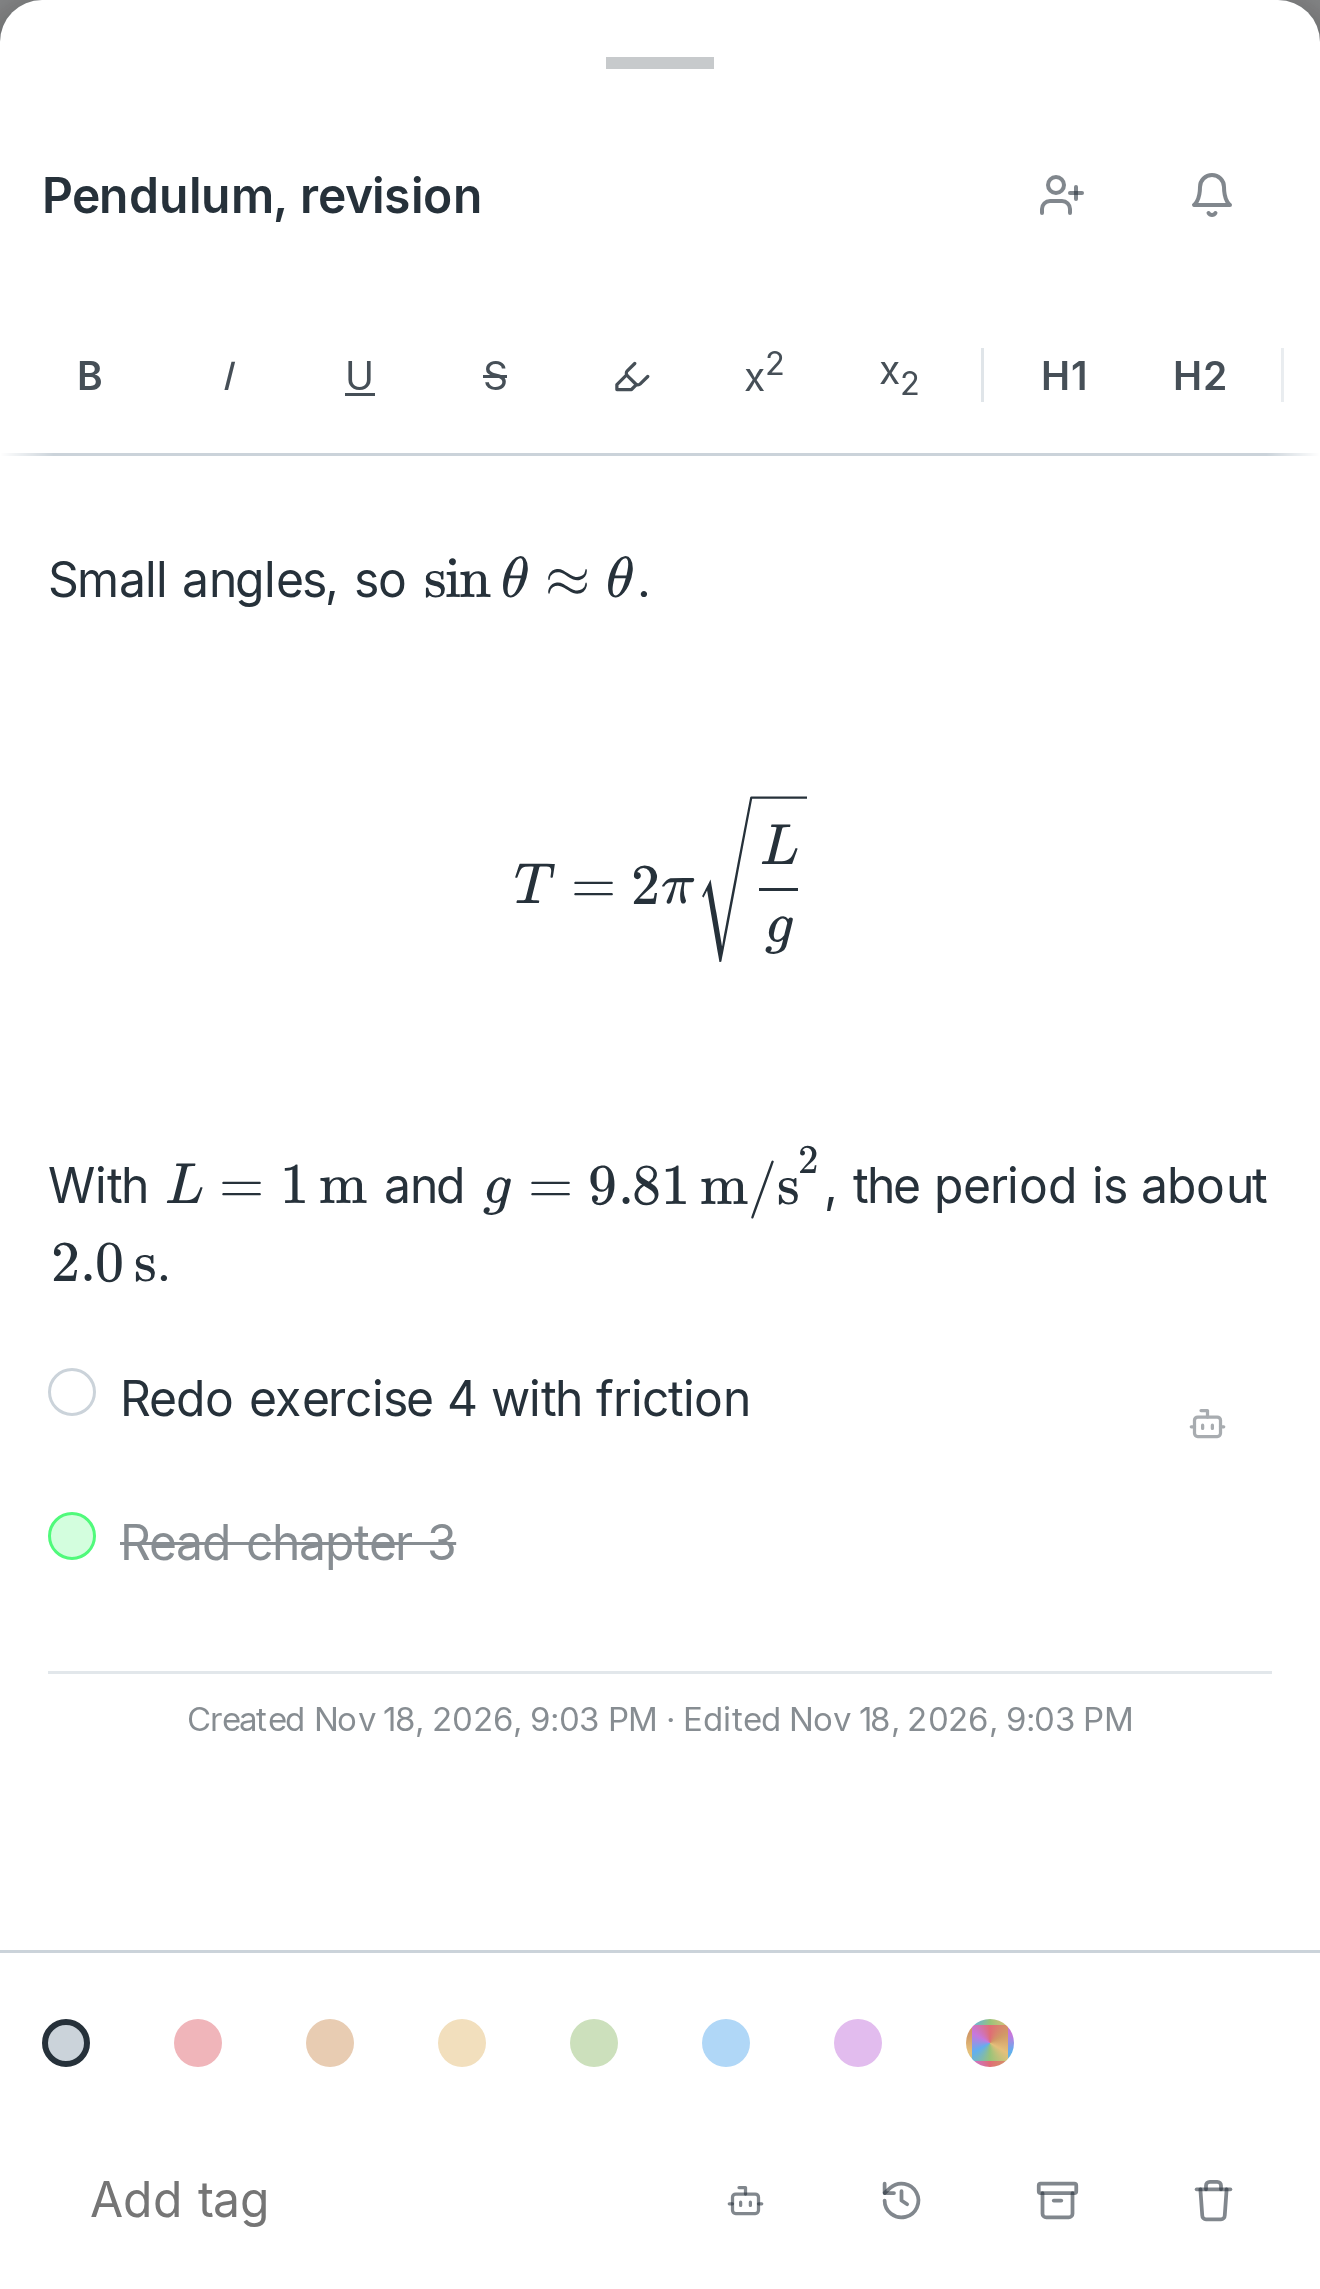 Pendulum, revision
B I U S x² x₂ H1 H2
Small angles, so sin θ ≈ θ.
T = 2π√(L/g)
With L = 1 m and g = 9.81 m/s², the period is about
2.0 s.
Redo exercise 4 with friction
Read chapter 3
Created Nov 18, 2026, 9:03 PM · Edited Nov 18, 2026, 9:03 PM
Add tag